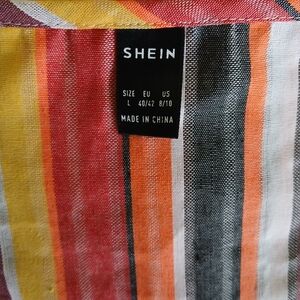 SHEIN
SIZE EU US
L 40/42 8/10
MADE IN CHINA